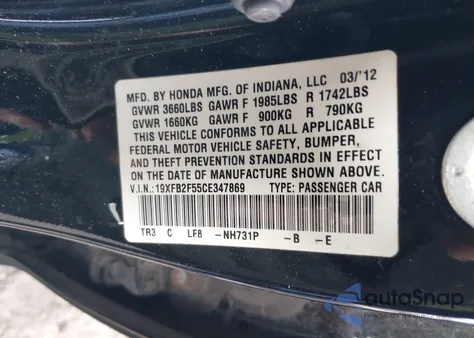 MFD. BY HONDA MFG. OF INDIANA, LLC 03/'12
GVWR 3660LBS GAWR F 1985LBS R 1742LBS
GVWR 1660KG GAWR F 900KG R 790KG
THIS VEHICLE CONFORMS TO ALL APPLICABLE
FEDERAL MOTOR VEHICLE SAFETY, BUMPER,
AND THEFT PREVENTION STANDARDS IN EFFECT
ON THE DATE OF MANUFACTURE SHOWN ABOVE.
V.I.N.: 19XFB2F55CE347869 TYPE: PASSENGER CAR
TR3 C LF8 -NH731P -B -E
autoSnap